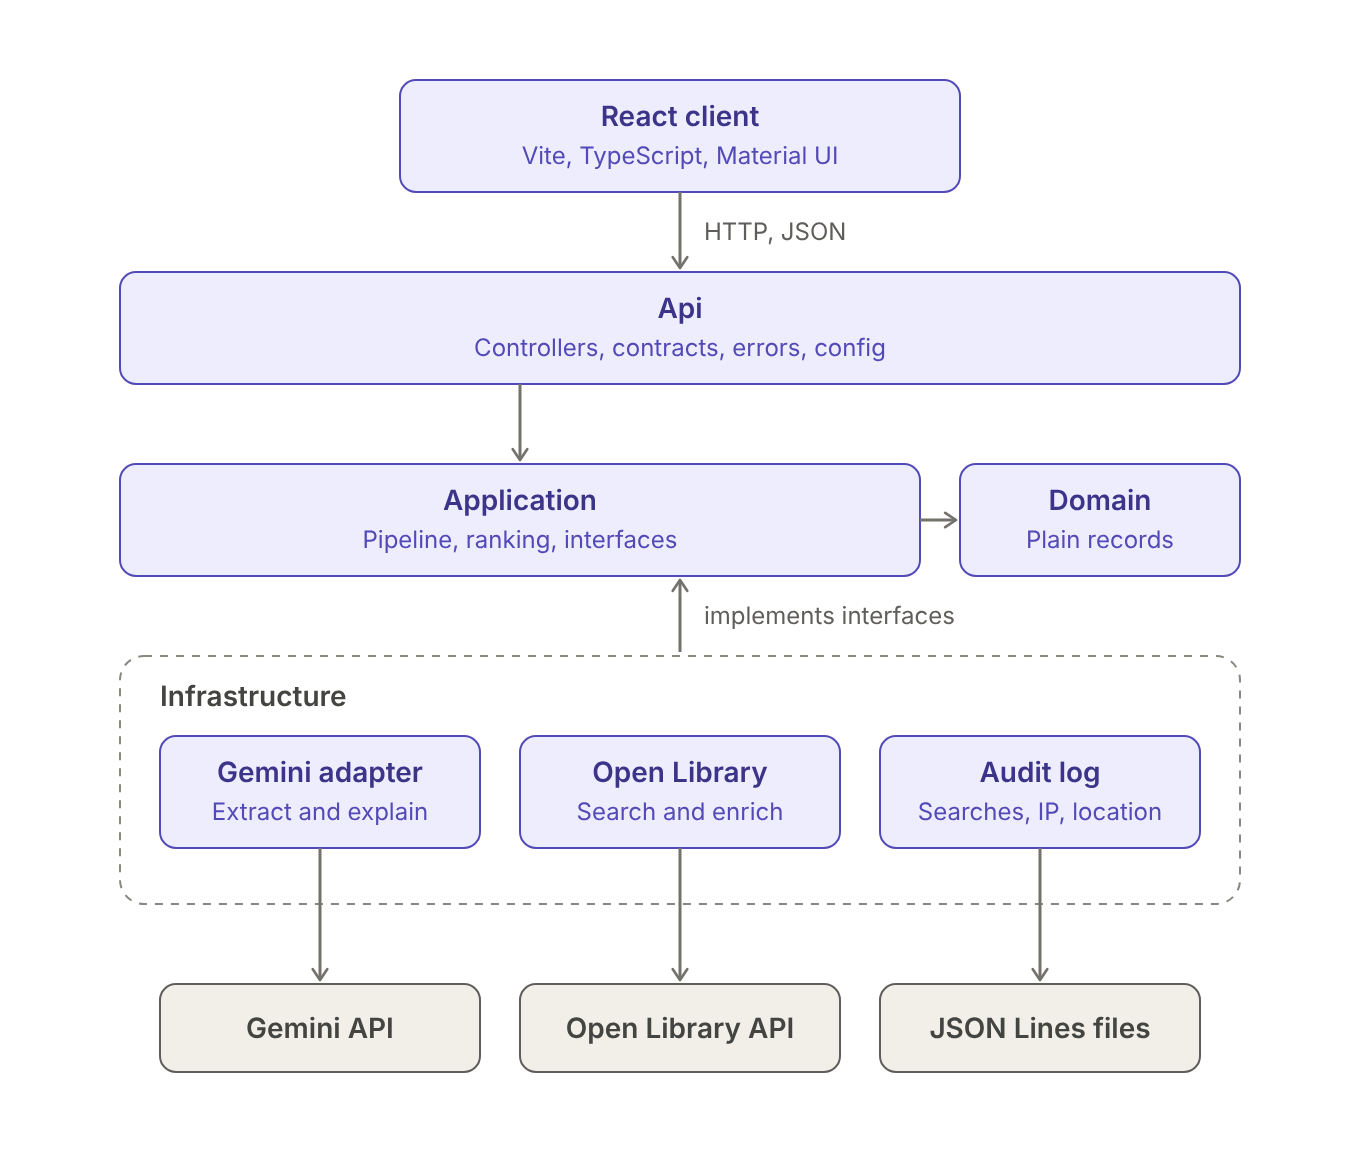 React client
Vite, TypeScript, Material UI
HTTP, JSON
Api
Controllers, contracts, errors, config
Application
Pipeline, ranking, interfaces
Domain
Plain records
implements interfaces
Infrastructure
Gemini adapter
Extract and explain
Open Library
Search and enrich
Audit log
Searches, IP, location
Gemini API
Open Library API
JSON Lines files